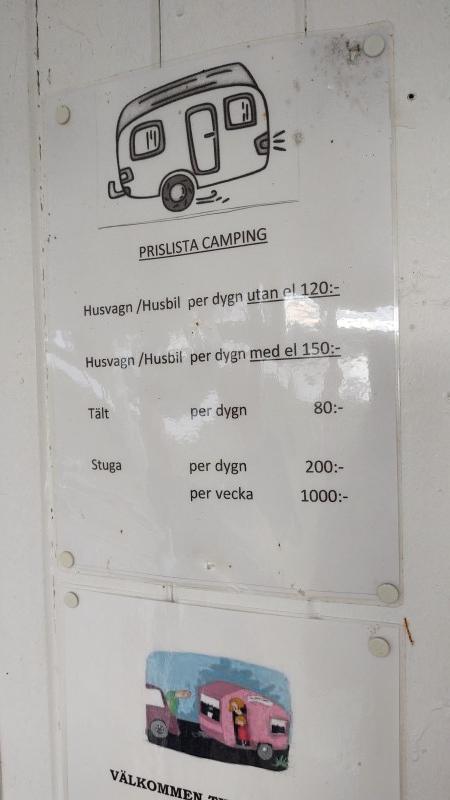 PRISLISTA CAMPING
Husvagn /Husbil per dygn utan el 120:-
Husvagn /Husbil per dygn med el 150:-
Tält per dygn 80:-
Stuga per dygn 200:-
per vecka 1000:-
VÄLKOMMEN